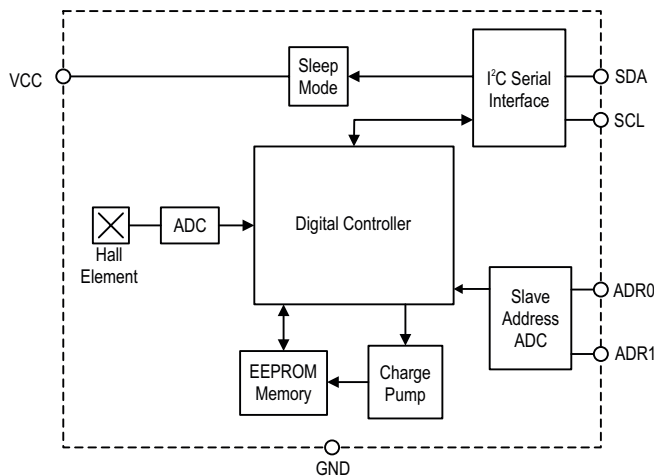 VCC
Sleep
Mode
I²C Serial
Interface
SDA
SCL
Digital Controller
ADC
Hall
Element
Slave
Address
ADC
ADR0
ADR1
EEPROM
Memory
Charge
Pump
GND